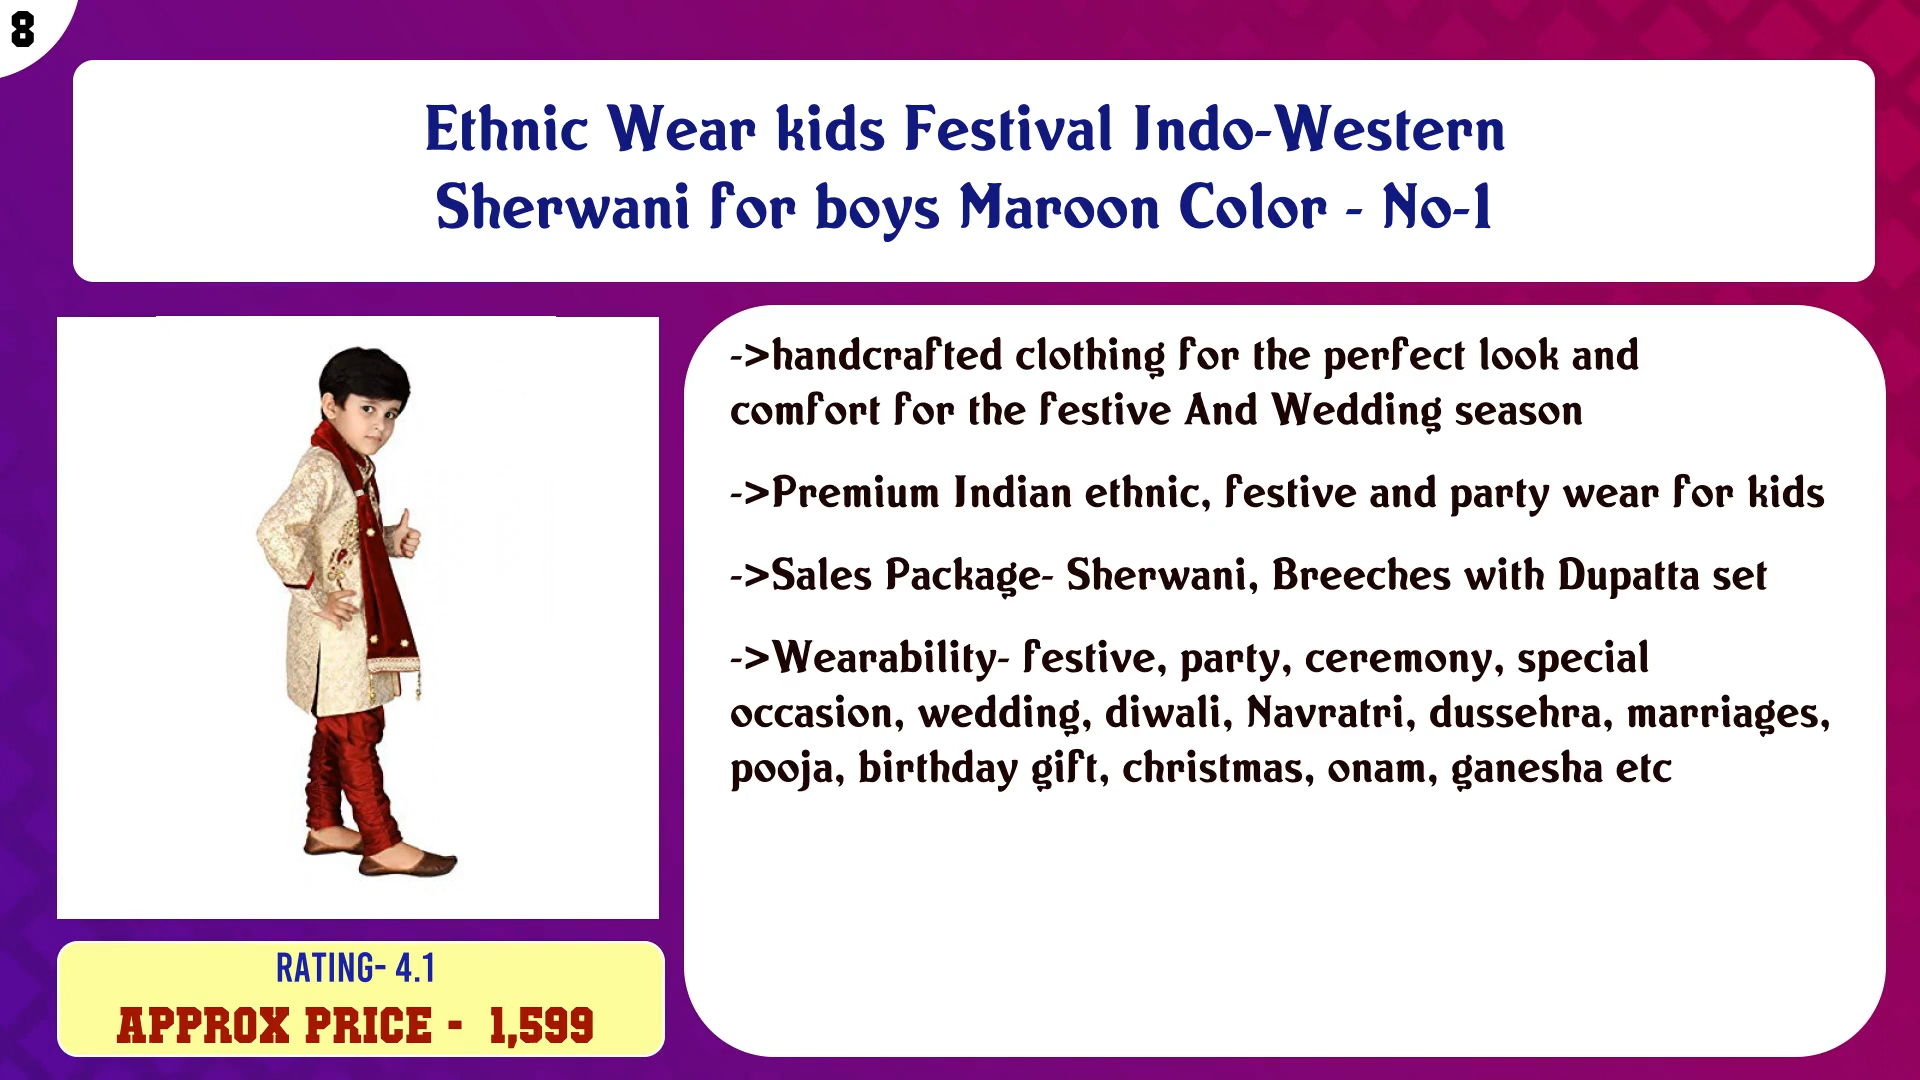 8
Ethnic Wear kids Festival Indo-Western
Sherwani for boys Maroon Color - No-1
->handcrafted clothing for the perfect look and
comfort for the festive And Wedding season
->Premium Indian ethnic, festive and party wear for kids
->Sales Package- Sherwani, Breeches with Dupatta set
->Wearability- festive, party, ceremony, special
occasion, wedding, diwali, Navratri, dussehra, marriages,
pooja, birthday gift, christmas, onam, ganesha etc
RATING- 4.1
APPROX PRICE - 1,599